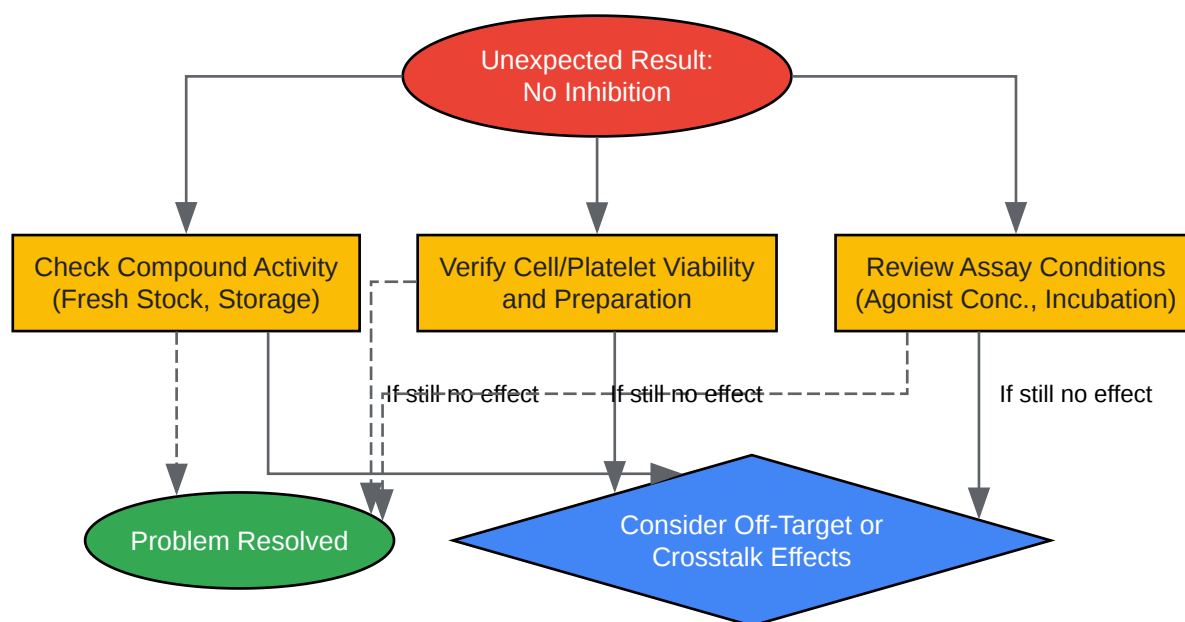 Unexpected Result:
No Inhibition
Check Compound Activity
(Fresh Stock, Storage)
Verify Cell/Platelet Viability
and Preparation
Review Assay Conditions
(Agonist Conc., Incubation)
If still no effect
If still no effect
If still no effect
Problem Resolved
Consider Off-Target or
Crosstalk Effects